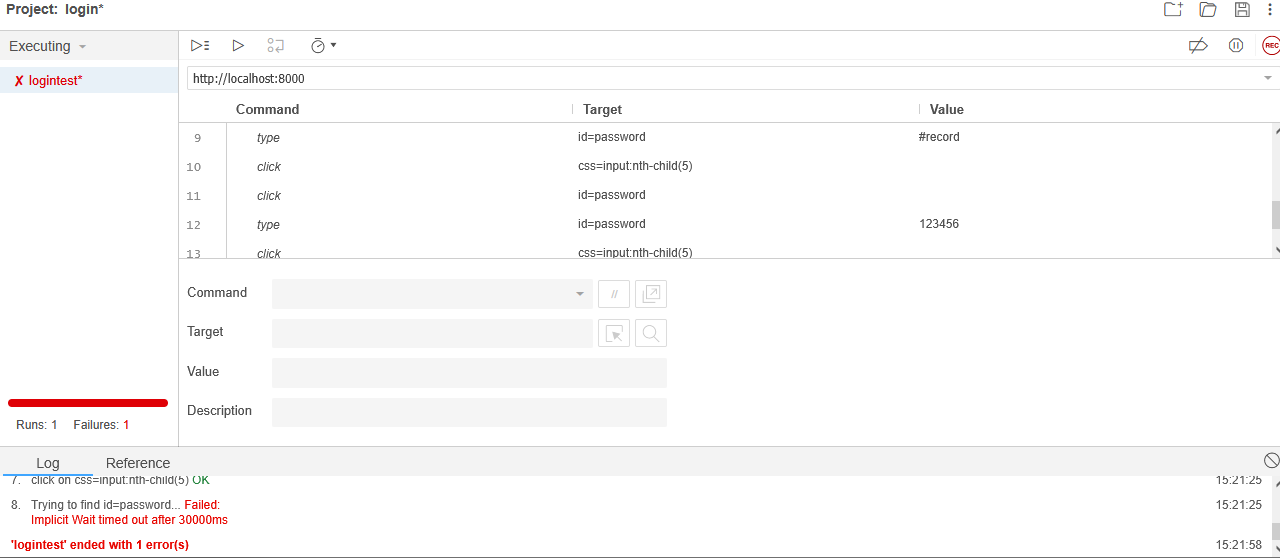 Project: login*
Executing
REC
✗ logintest*
http://localhost:8000
Command Target Value
9 type id=password #record
10 click css=input:nth-child(5)
11 click id=password
12 type id=password 123456
13 click css=input:nth-child(5)
Command //
Target
Value
Description
Runs: 1 Failures: 1
Log Reference
7. click on css=input:nth-child(5) OK 15:21:25
8. Trying to find id=password... Failed: 15:21:25
Implicit Wait timed out after 30000ms
'logintest' ended with 1 error(s) 15:21:58